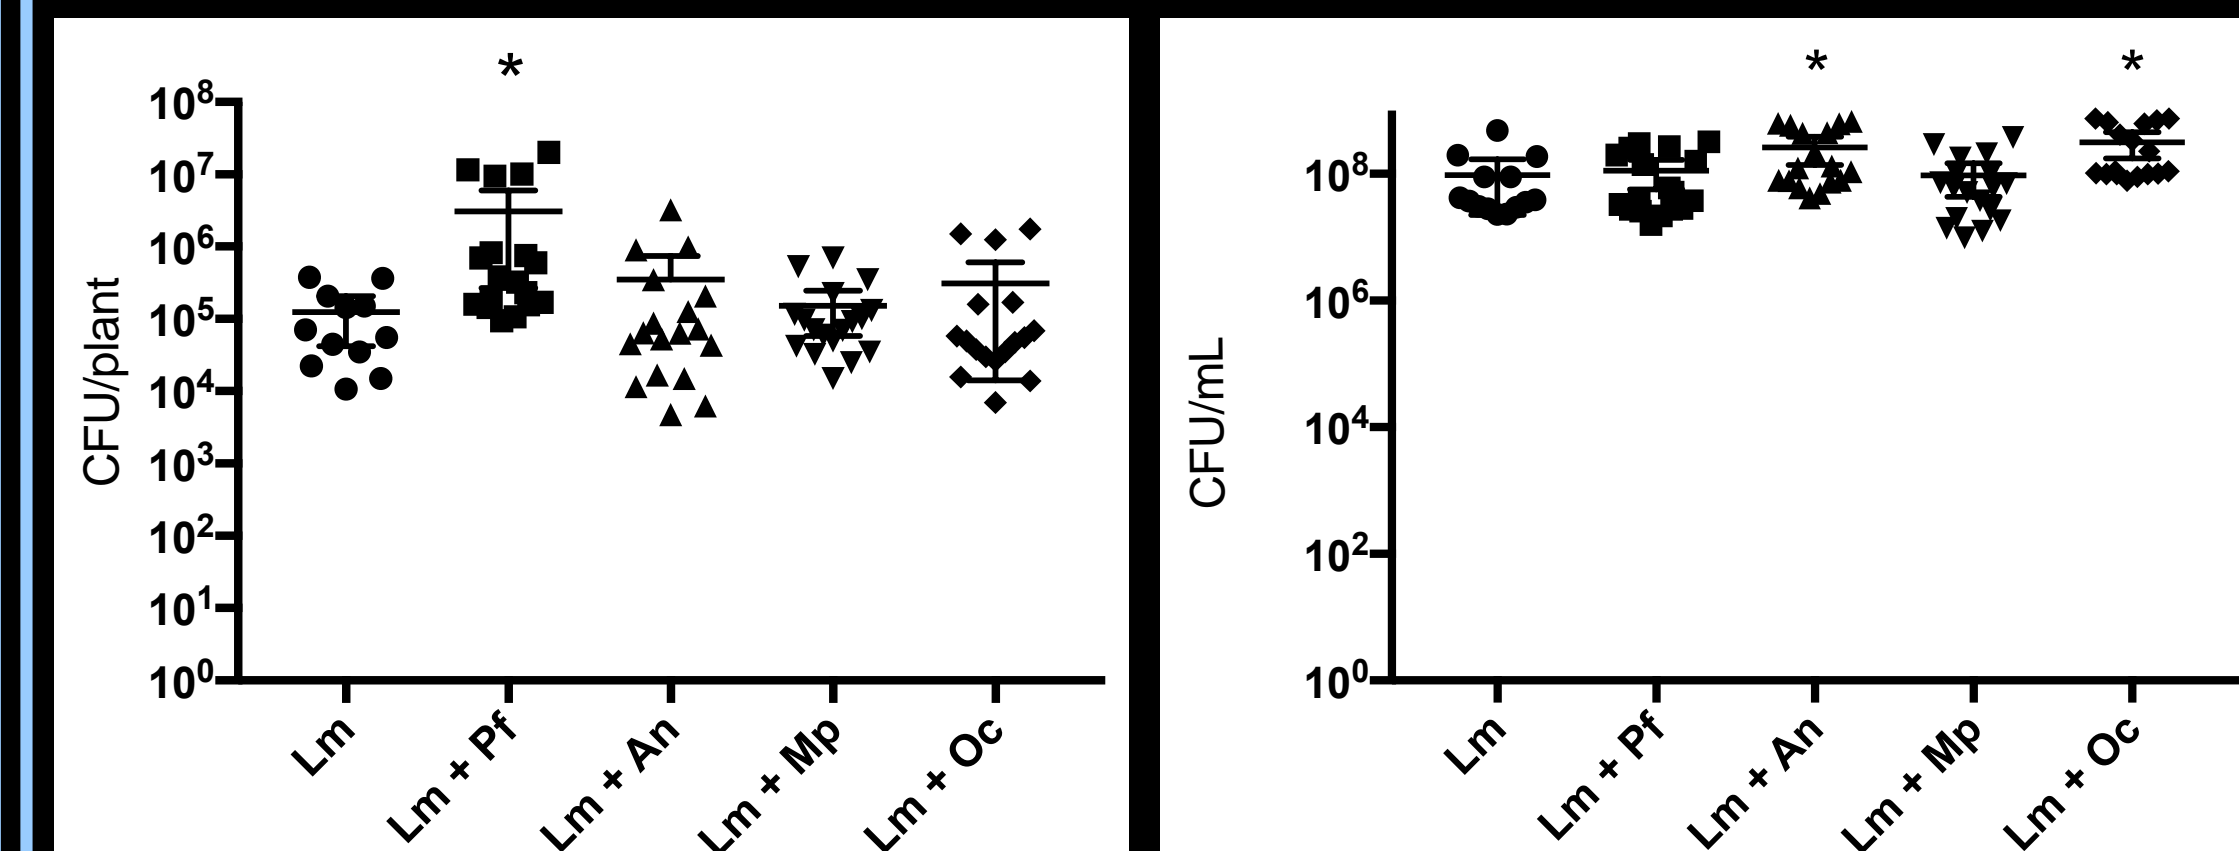 *
10⁸
10⁷
10⁶
10⁵
10⁴
10³
10²
10¹
10⁰
CFU/plant
Lm
Lm + Pf
Lm + An
Lm + Mp
Lm + Oc
* *
10⁸
10⁶
10⁴
10²
10⁰
CFU/mL
Lm
Lm + Pf
Lm + An
Lm + Mp
Lm + Oc